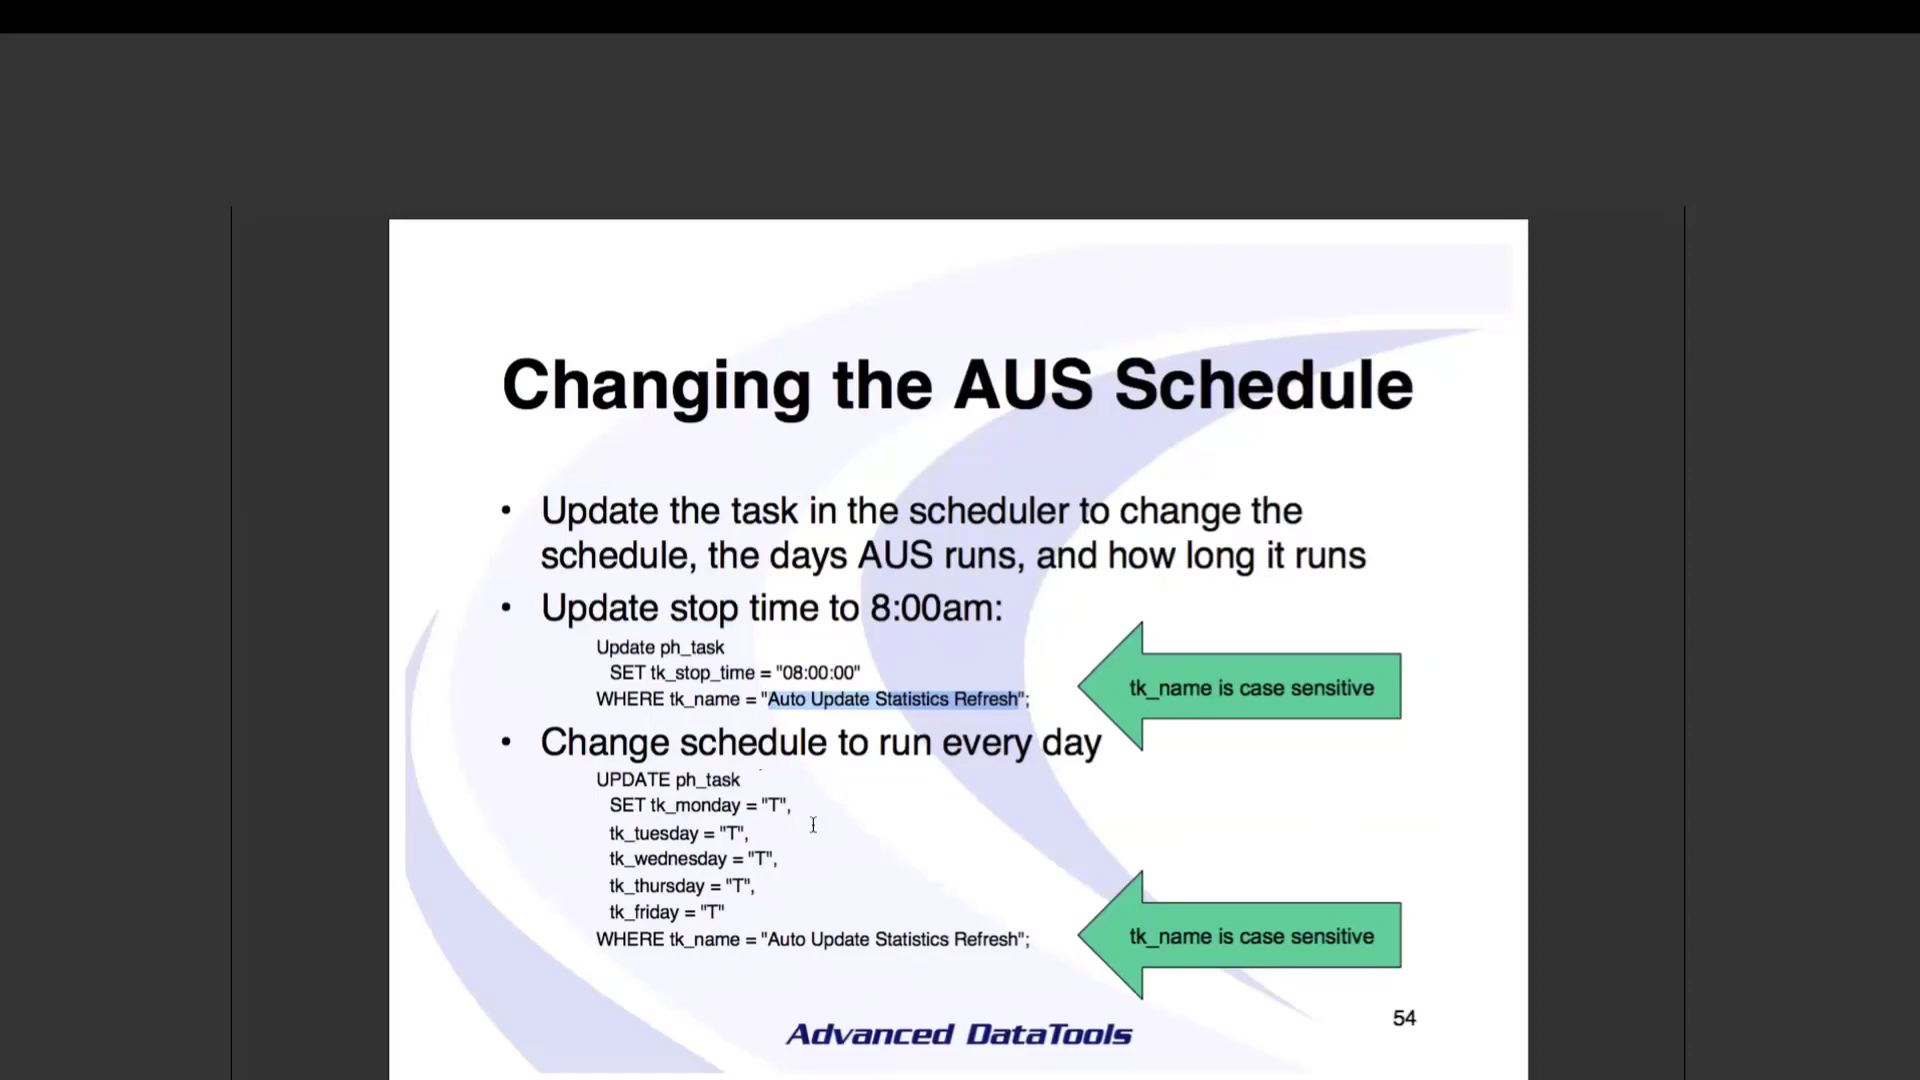 Changing the AUS Schedule
• Update the task in the scheduler to change the
schedule, the days AUS runs, and how long it runs
• Update stop time to 8:00am:
Update ph_task
SET tk_stop_time = "08:00:00"
WHERE tk_name = "Auto Update Statistics Refresh";
tk_name is case sensitive
• Change schedule to run every day
UPDATE ph_task
SET tk_monday = "T",
tk_tuesday = "T",
tk_wednesday = "T",
tk_thursday = "T",
tk_friday = "T"
WHERE tk_name = "Auto Update Statistics Refresh";
tk_name is case sensitive
54
Advanced DataTools